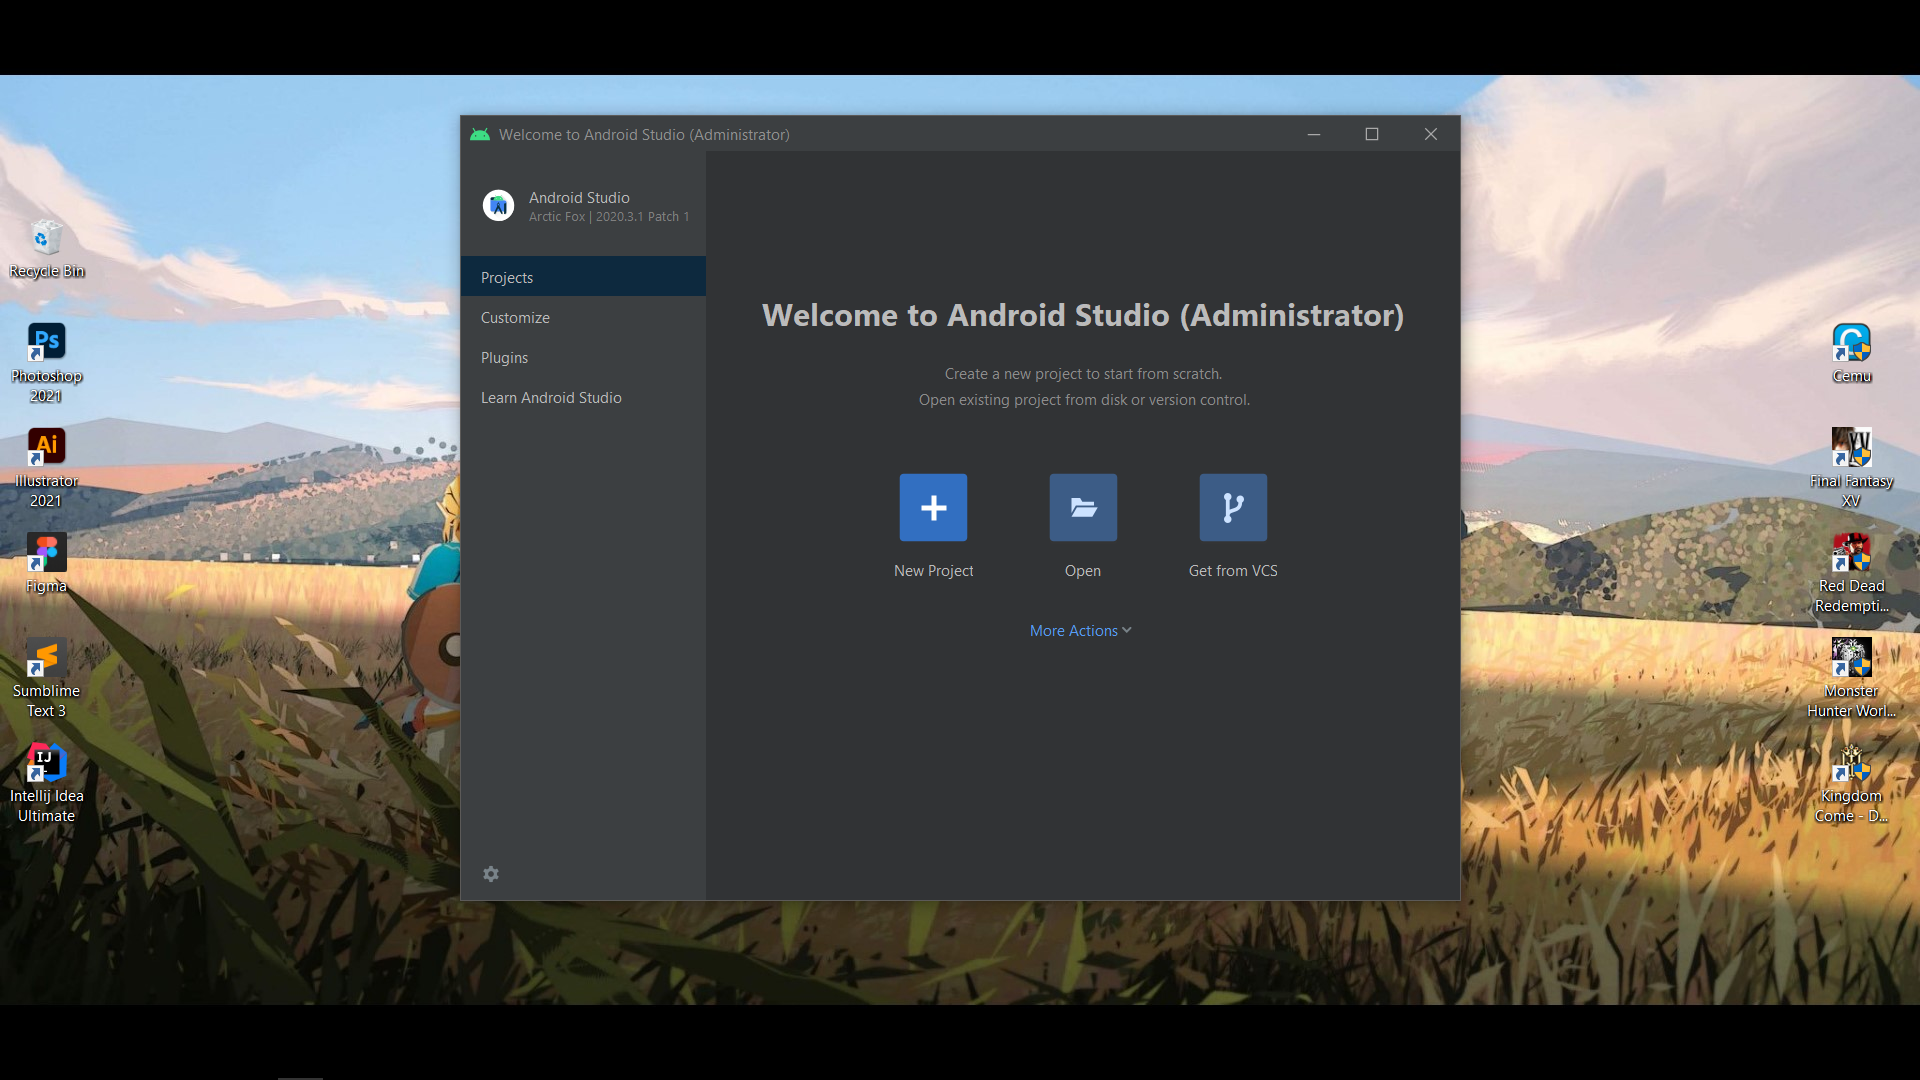 Welcome to Android Studio (Administrator)
Android Studio
Arctic Fox | 2020.3.1 Patch 1
Projects
Customize
Plugins
Learn Android Studio
Welcome to Android Studio (Administrator)
Create a new project to start from scratch.
Open existing project from disk or version control.
New Project
Open
Get from VCS
More Actions
Recycle Bin
Ps
Photoshop
2021
Ai
Illustrator
2021
Figma
Sumblime
Text 3
IJ
Intellij Idea
Ultimate
Cemu
XV
Final Fantasy
XV
Red Dead
Redempti...
Monster
Hunter Worl...
Kingdom
Come - D...